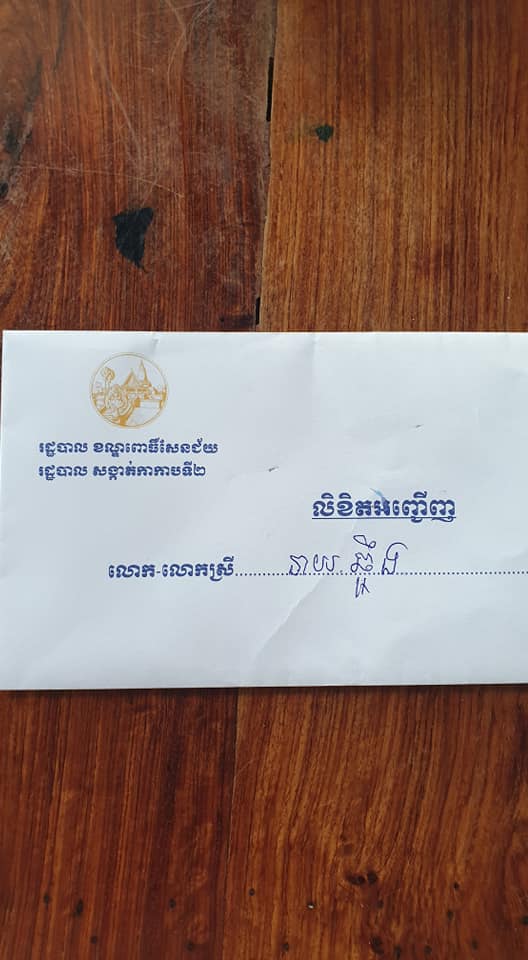 រដ្ឋបាល ខណ្ឌពោធិ៍សែនជ័យ
រដ្ឋបាល សង្កាត់កាកាបទី២
លិខិតអញ្ជើញ
លោក-លោកស្រី.......... នាយ ..........